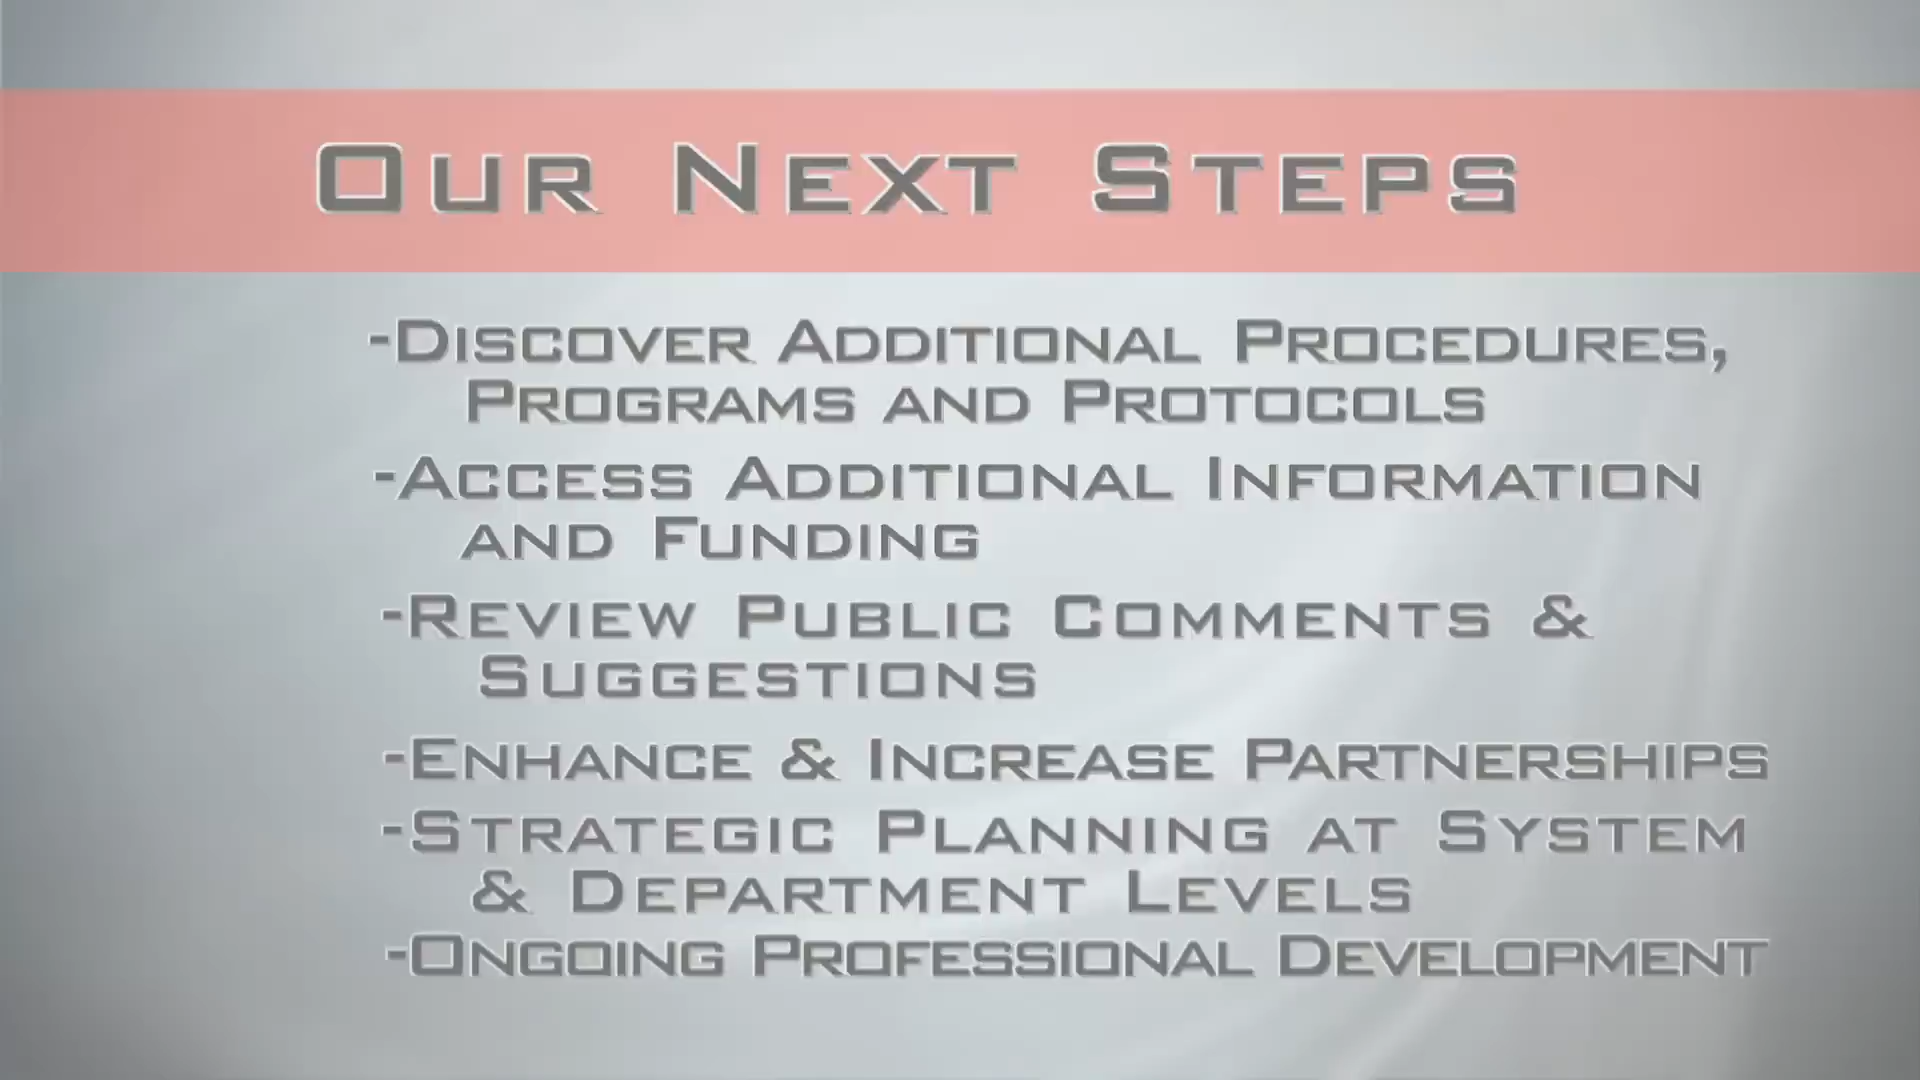 Our Next Steps
-Discover Additional Procedures,
Programs and Protocols
-Access Additional Information
and Funding
-Review Public Comments &
Suggestions
-Enhance & Increase Partnerships
-Strategic Planning at System
& Department Levels
-Ongoing Professional Development